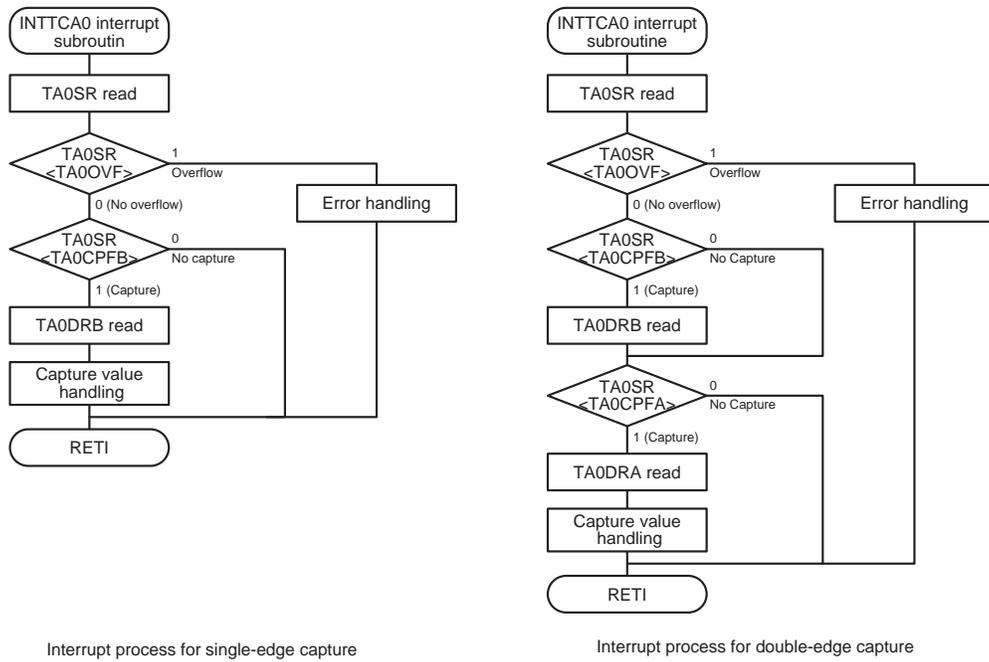 INTTCA0 interrupt
subroutin
TA0SR read
TA0SR
<TA0OVF>
1
Overflow
0 (No overflow)
Error handling
TA0SR
<TA0CPFB>
0
No capture
1 (Capture)
TA0DRB read
Capture value
handling
RETI
Interrupt process for single-edge capture
INTTCA0 interrupt
subroutine
TA0SR read
TA0SR
<TA0OVF>
1
Overflow
0 (No overflow)
Error handling
TA0SR
<TA0CPFB>
0
No Capture
1 (Capture)
TA0DRB read
TA0SR
<TA0CPFA>
0
No Capture
1 (Capture)
TA0DRA read
Capture value
handling
RETI
Interrupt process for double-edge capture